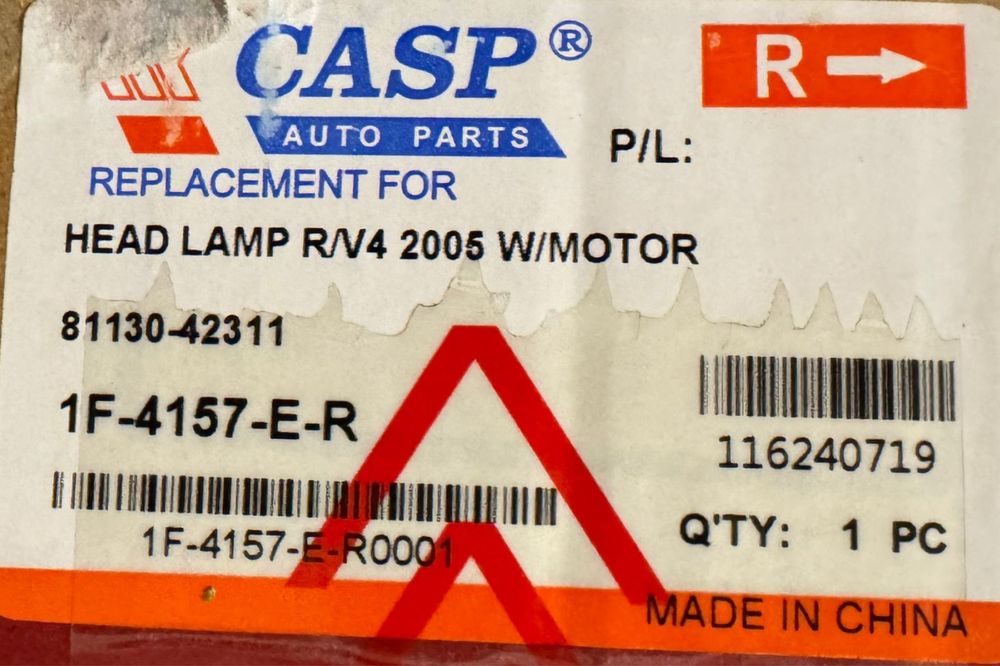 CASP®
R
AUTO PARTS
P/L:
REPLACEMENT FOR
HEAD LAMP R/V4 2005 W/MOTOR
81130-42311
1F-4157-E-R
116240719
1F-4157-E-R0001
Q'TY: 1 PC
MADE IN CHINA